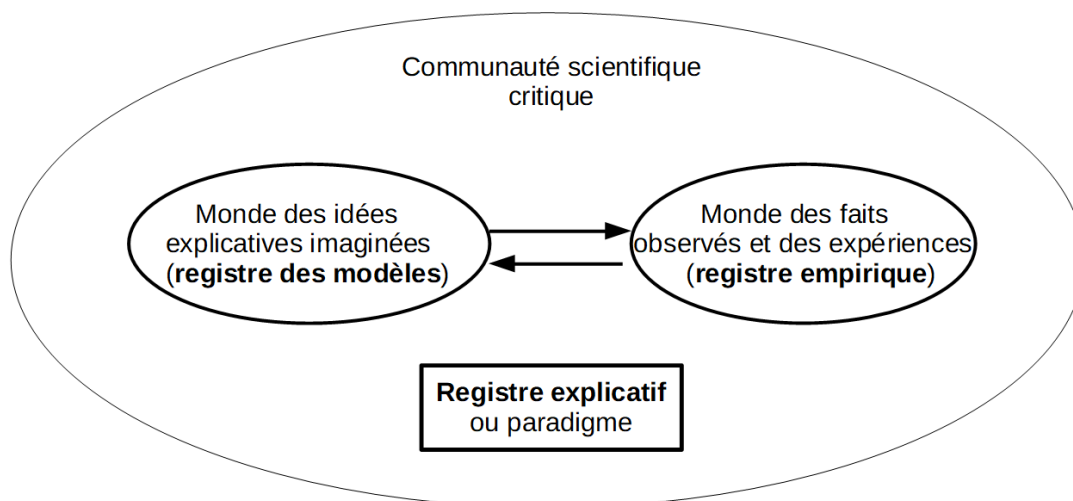 Communauté scientifique
critique
Monde des idées
explicatives imaginées
(registre des modèles)
Monde des faits
observés et des expériences
(registre empirique)
Registre explicatif
ou paradigme